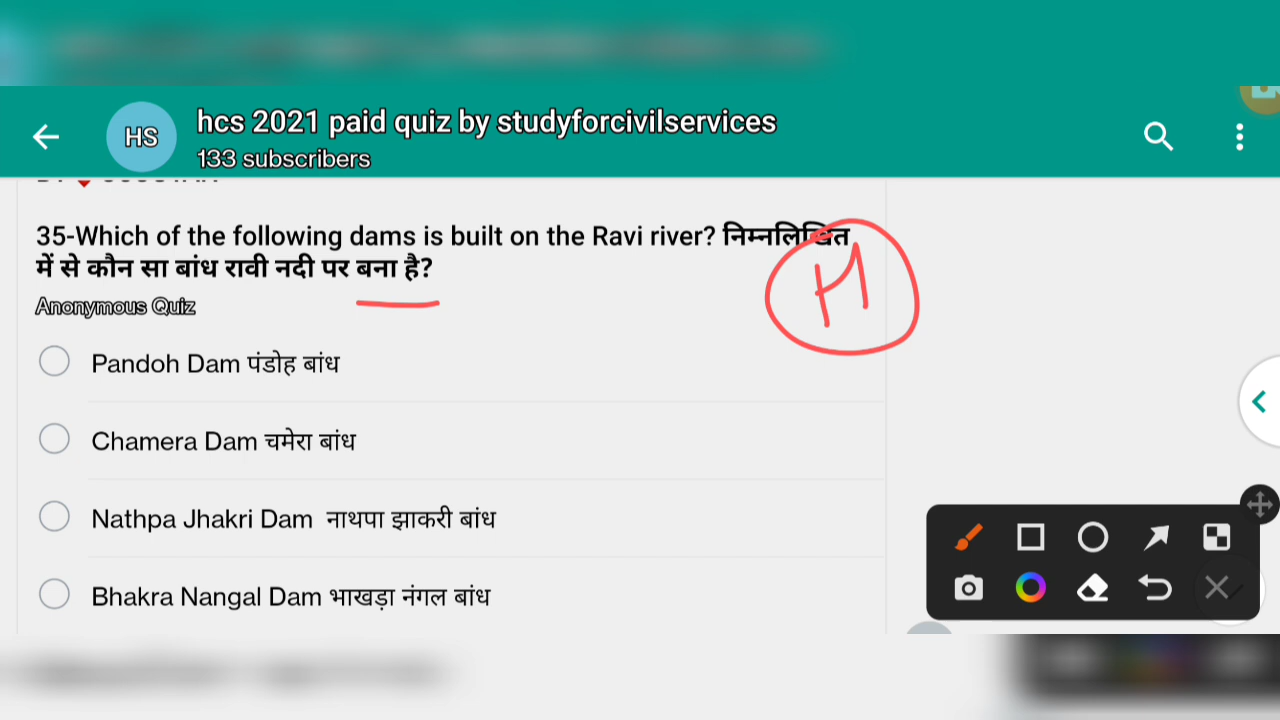 HS
hcs 2021 paid quiz by studyforcivilservices
133 subscribers
35-Which of the following dams is built on the Ravi river? निम्नलिखित
में से कौन सा बांध रावी नदी पर बना है?
M
Anonymous Quiz
Pandoh Dam पंडोह बांध
Chamera Dam चमेरा बांध
Nathpa Jhakri Dam नाथपा झाकरी बांध
Bhakra Nangal Dam भाखड़ा नंगल बांध